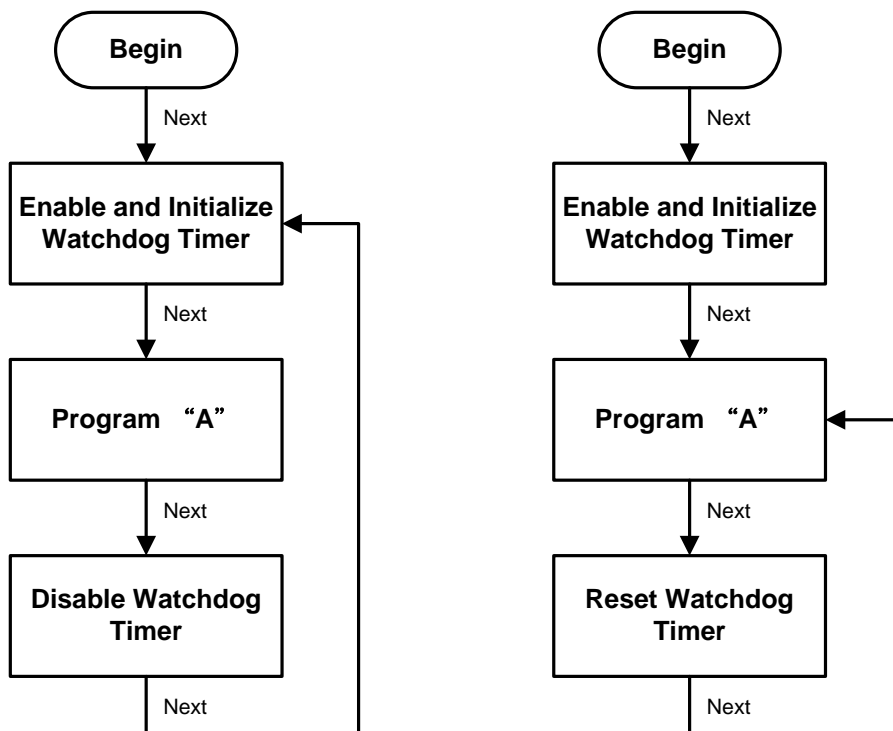 Begin
Next
Enable and Initialize
Watchdog Timer
Next
Program “A”
Next
Disable Watchdog
Timer
Next
Begin
Next
Enable and Initialize
Watchdog Timer
Next
Program “A”
Next
Reset Watchdog
Timer
Next